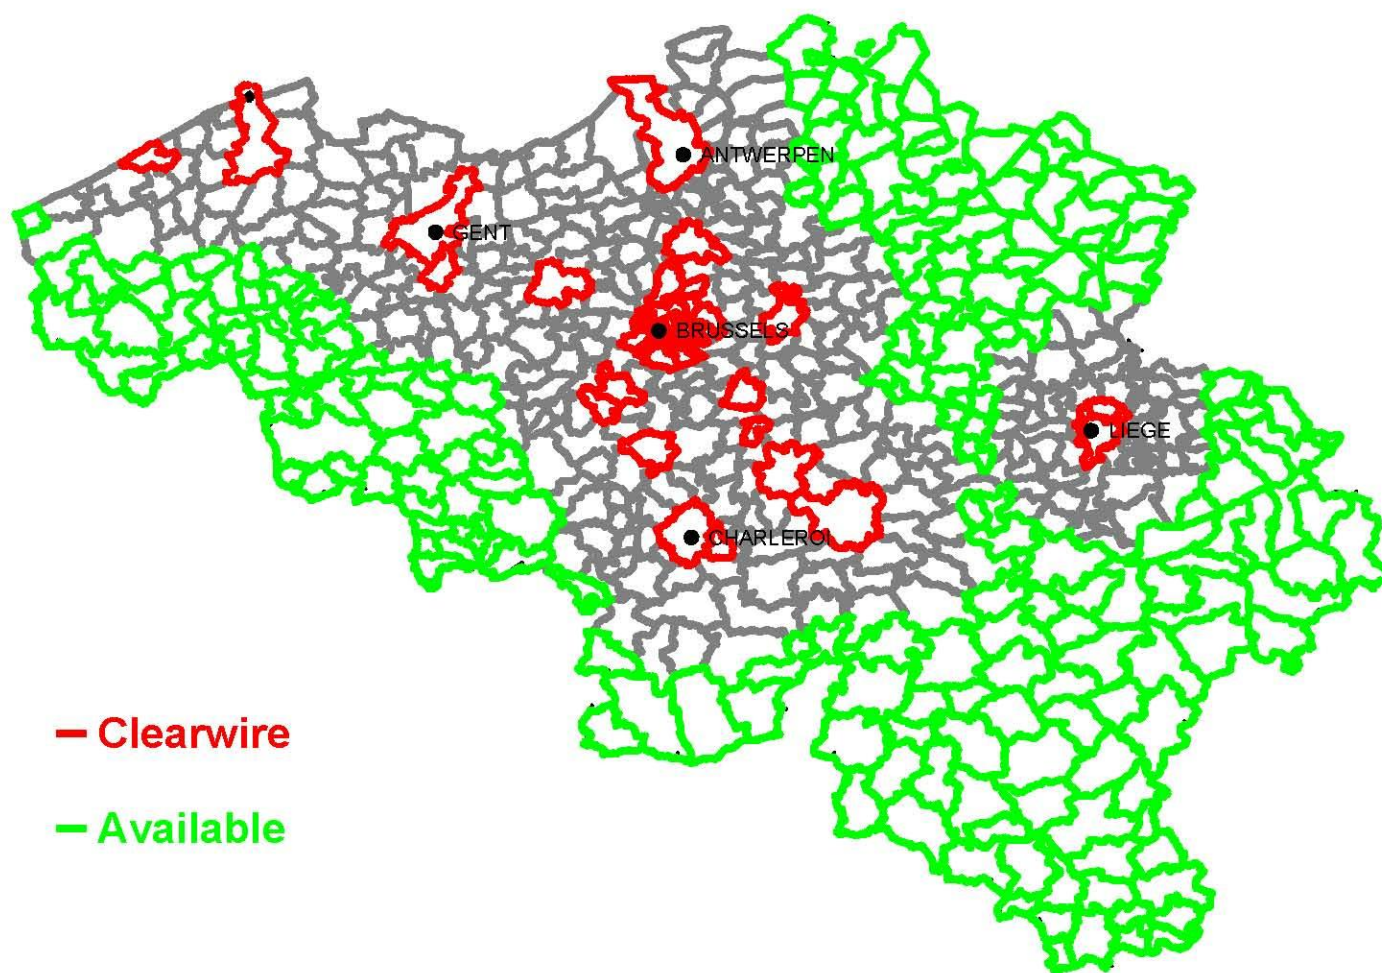 ANTWERPEN
GENT
BRUSSELS
LIEGE
CHARLEROI
Clearwire
Available